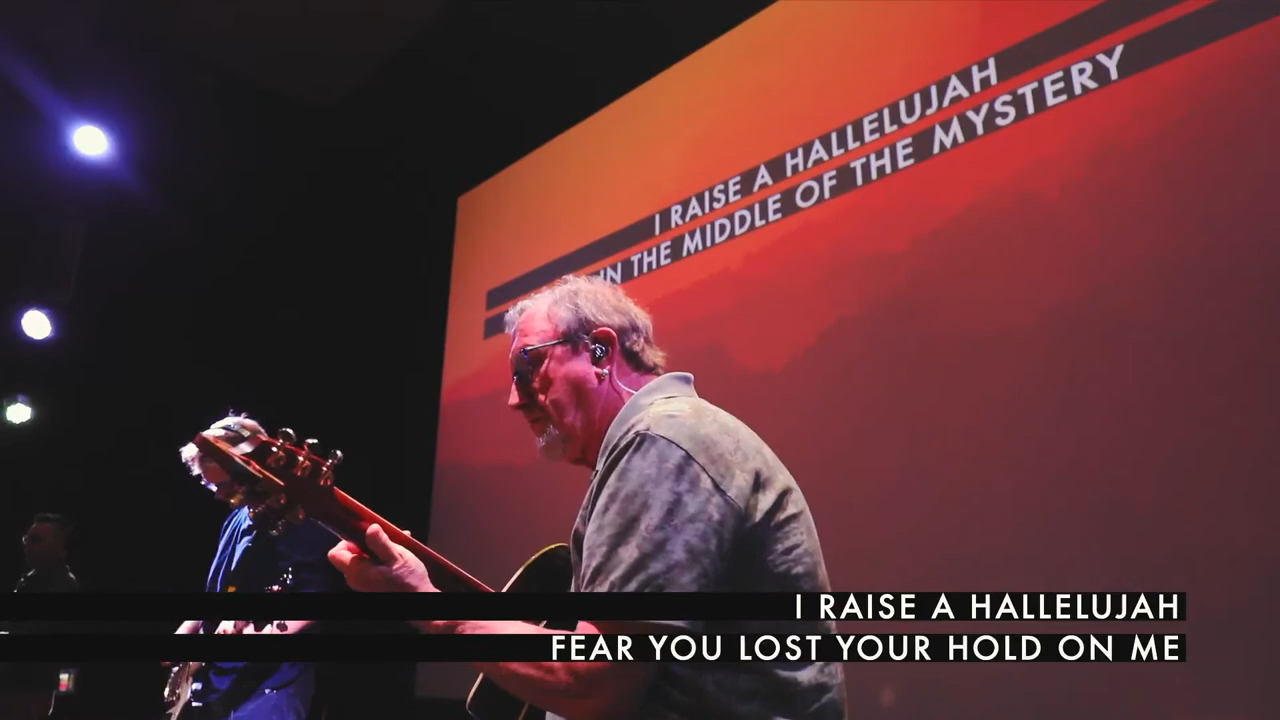 I RAISE A HALLELUJAH
IN THE MIDDLE OF THE MYSTERY
I RAISE A HALLELUJAH
FEAR YOU LOST YOUR HOLD ON ME